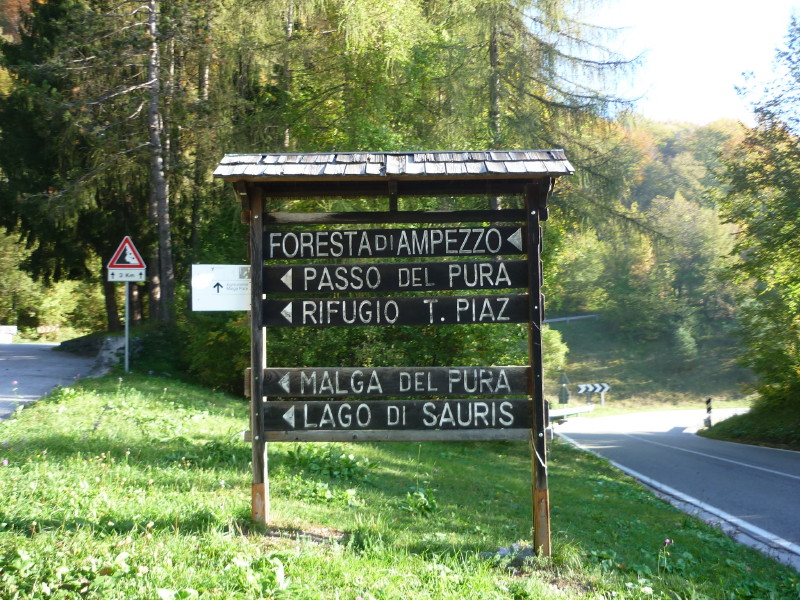 FORESTA DI AMPEZZO
PASSO DEL PURA
RIFUGIO T. PIAZ
MALGA DEL PURA
LAGO DI SAURIS